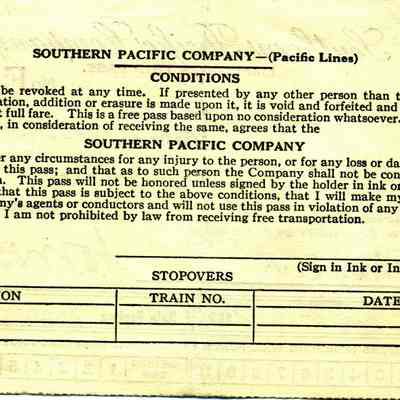 SOUTHERN PACIFIC COMPANY—(Pacific Lines)
CONDITIONS
be revoked at any time. If presented by any other person than t
ation, addition or erasure is made upon it, it is void and forfeited and
t full fare. This is a free pass based upon no consideration whatsoever.
, in consideration of receiving the same, agrees that the
SOUTHERN PACIFIC COMPANY
er any circumstances for any injury to the person, or for any loss or da
this pass; and that as to such person the Company shall not be con
n. This pass will not be honored unless signed by the holder in ink or
that this pass is subject to the above conditions, that I will make my
ny's agents or conductors and will not use this pass in violation of any
I am not prohibited by law from receiving free transportation.
(Sign in Ink or In
STOPOVERS
ON TRAIN NO. DATE